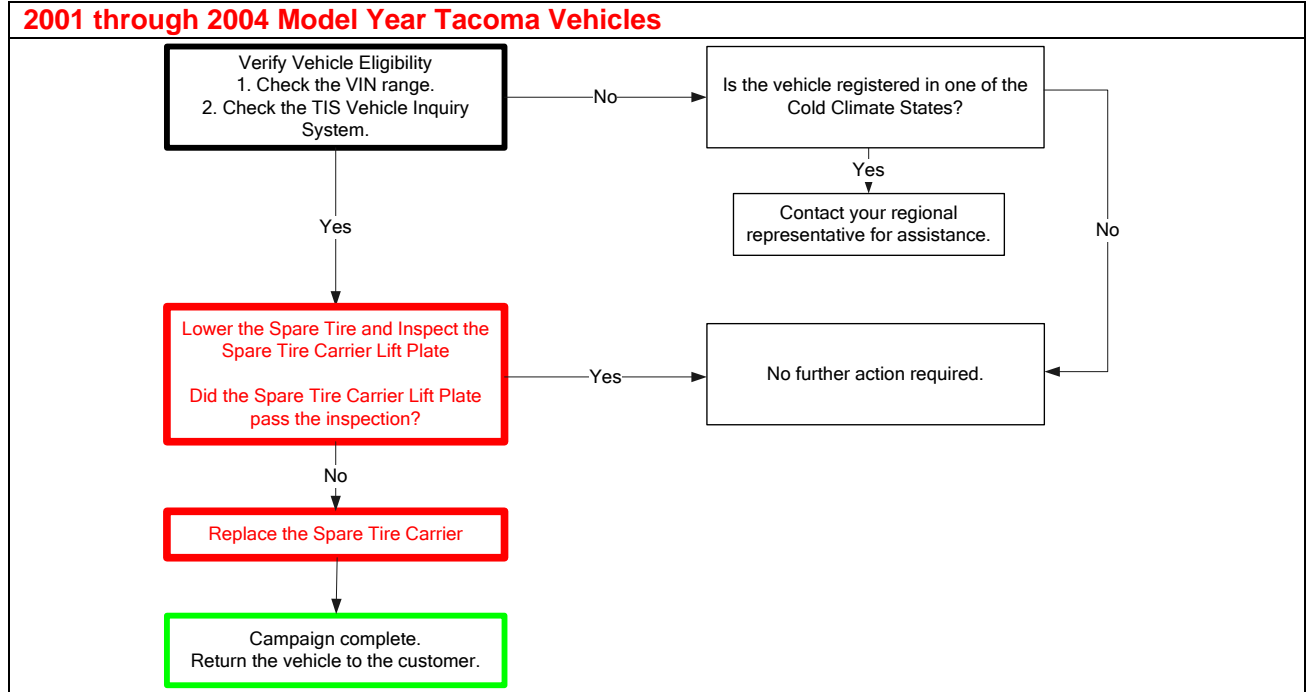 2001 through 2004 Model Year Tacoma Vehicles
Verify Vehicle Eligibility
1. Check the VIN range.
2. Check the TIS Vehicle Inquiry
System.
No
Is the vehicle registered in one of the
Cold Climate States?
Yes
Contact your regional
representative for assistance.
No
Yes
Lower the Spare Tire and Inspect the
Spare Tire Carrier Lift Plate
Did the Spare Tire Carrier Lift Plate
pass the inspection?
Yes
No further action required.
No
Replace the Spare Tire Carrier
Campaign complete.
Return the vehicle to the customer.